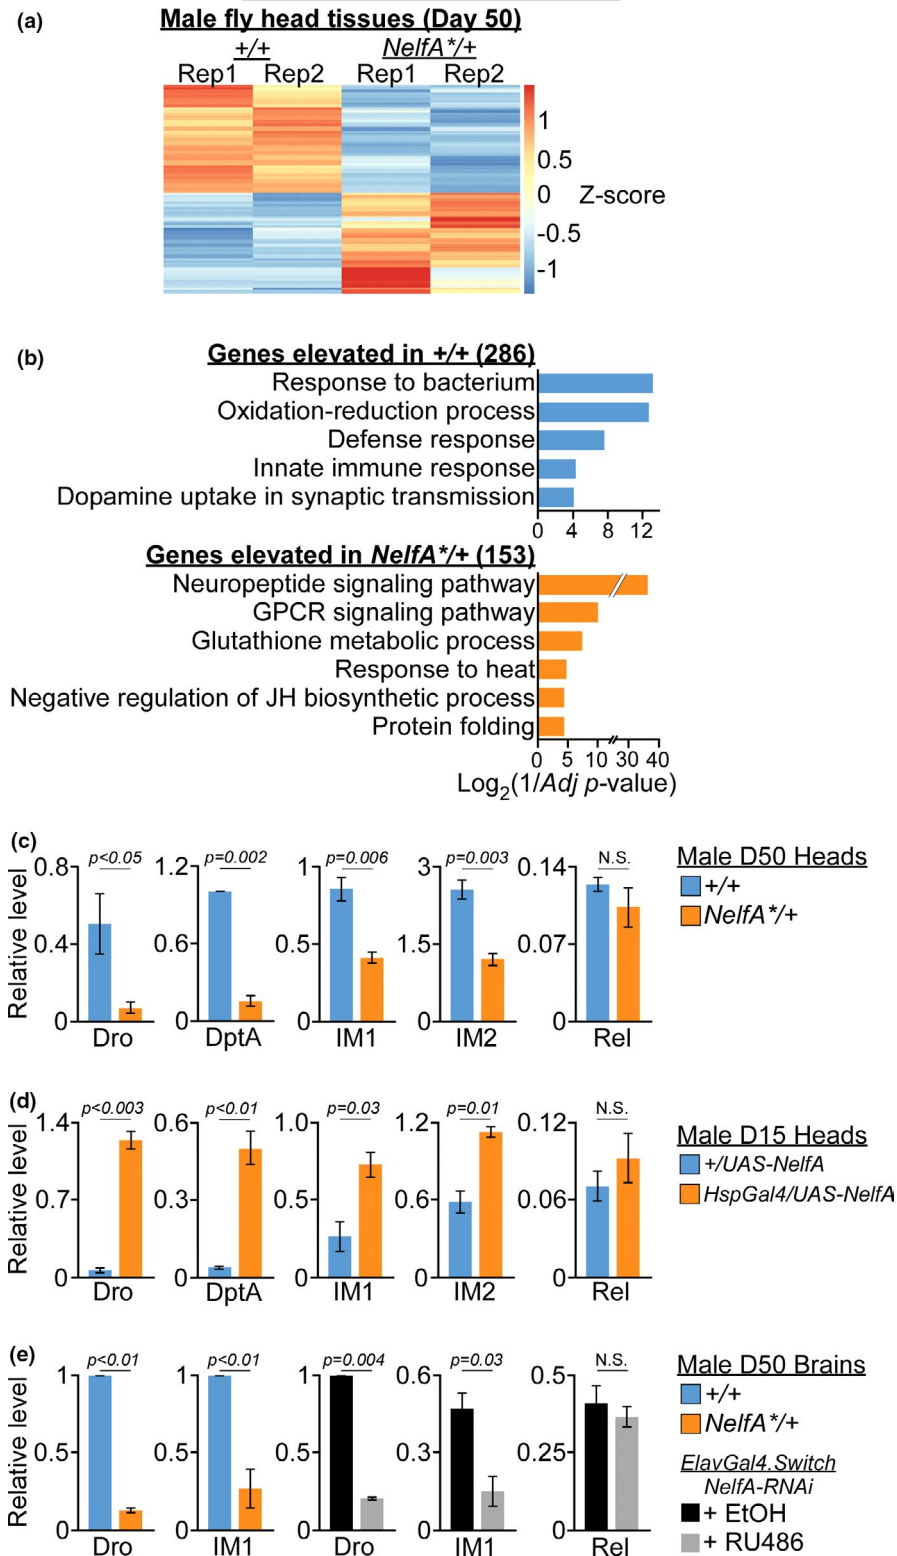 (a)
Male fly head tissues (Day 50)
+/+ NelfA*/+
Rep1 Rep2 Rep1 Rep2
1
0.5
0
-0.5
-1
Z-score
(b)
Genes elevated in +/+ (286)
Response to bacterium
Oxidation-reduction process
Defense response
Innate immune response
Dopamine uptake in synaptic transmission
0 4 8 12
Genes elevated in NelfA*/+ (153)
Neuropeptide signaling pathway
GPCR signaling pathway
Glutathione metabolic process
Response to heat
Negative regulation of JH biosynthetic process
Protein folding
0 5 10 30 40
Log2(1/Adj p-value)
(c)
Relative level
p<0.05
0.8
0.4
0
Dro
p=0.002
1.2
0.6
0
DptA
p=0.006
1
0.5
0
IM1
p=0.003
3
1.5
0
IM2
N.S.
0.14
0.07
0
Rel
Male D50 Heads
+/+
NelfA*/+
(d)
Relative level
p<0.003
1.4
0.7
0
Dro
p<0.01
0.6
0.3
0
DptA
p=0.03
1.0
0.5
0
IM1
p=0.01
1.2
0.6
0
IM2
N.S.
0.12
0.06
0
Rel
Male D15 Heads
+/UAS-NelfA
HspGal4/UAS-NelfA
(e)
Relative level
p<0.01
1
0.5
0
Dro
p<0.01
1
0.5
0
IM1
p=0.004
1
0.5
0
Dro
p=0.03
0.6
0.3
0
IM1
N.S.
0.5
0.25
0
Rel
Male D50 Brains
+/+
NelfA*/+
ElavGal4.Switch
NelfA-RNAi
+ EtOH
+ RU486